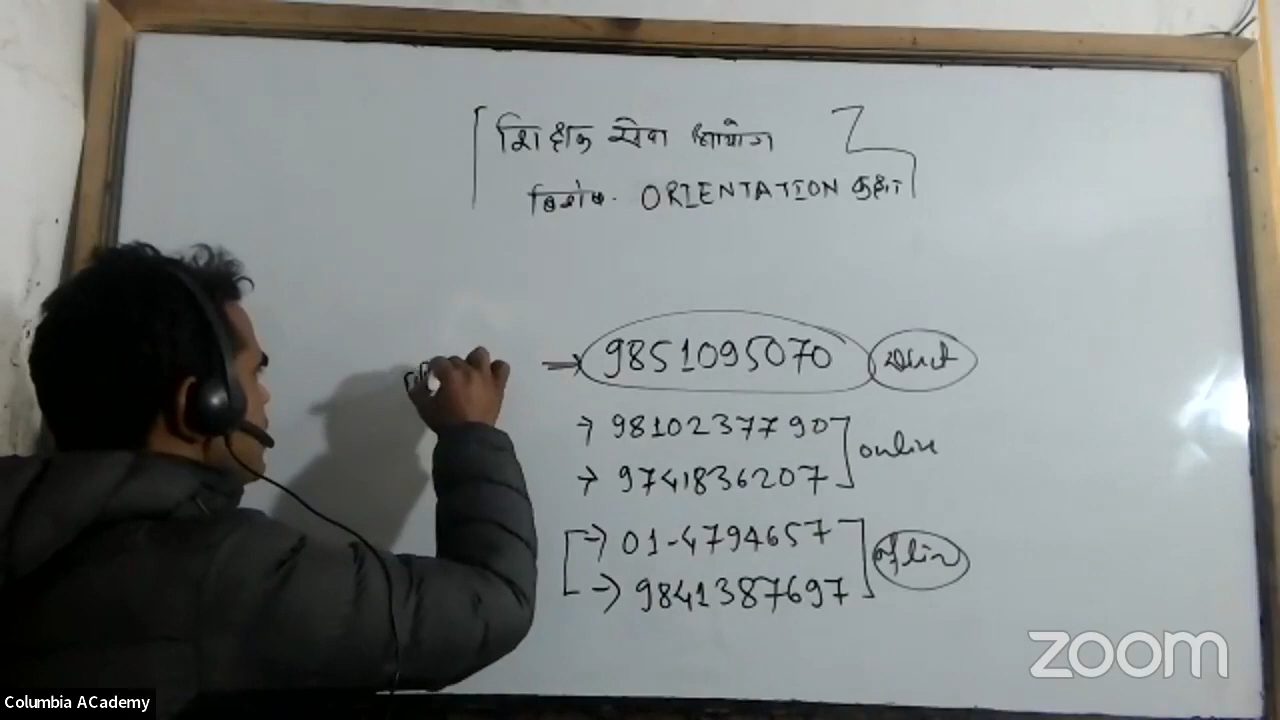 शिक्षक सेवा आयोग
विशेष. ORIENTATION कक्षा
→ 9851095070
→ 9810237790
→ 9741836207
online
→ 01-4794657
→ 9841387697
zoom
Columbia ACademy